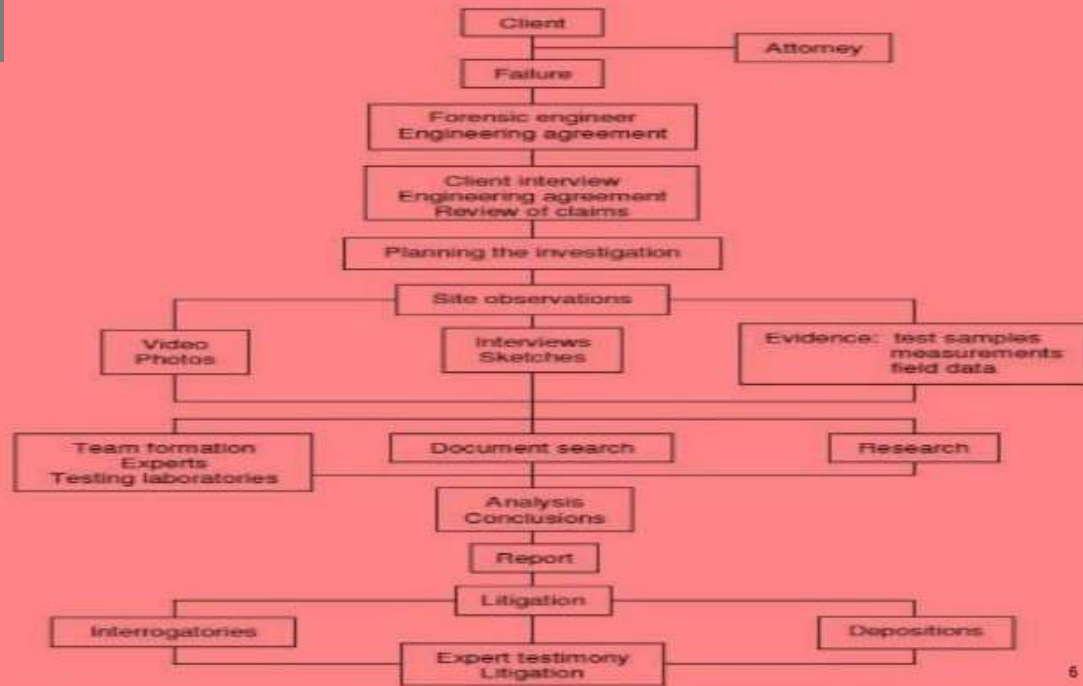 Client
Attorney
Failure
Forensic engineer
Engineering agreement
Client interview
Engineering agreement
Review of claims
Planning the investigation
Site observations
Video
Photos
Interviews
Sketches
Evidence: test samples
measurements
field data
Team formation
Experts
Testing laboratories
Document search
Research
Analysis
Conclusions
Report
Litigation
Interrogatories
Depositions
Expert testimony
Litigation
6